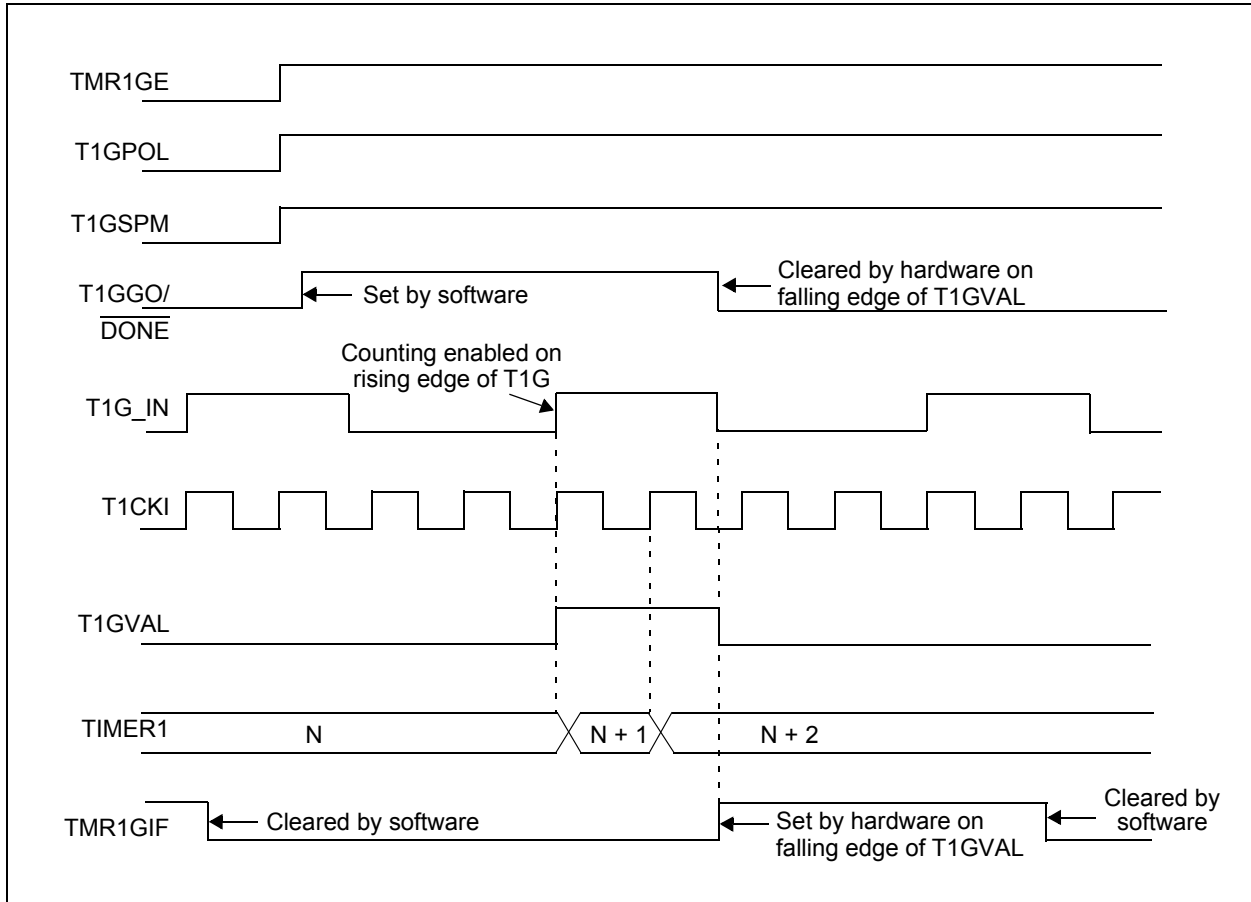 TMR1GE
T1GPOL
T1GSPM
T1GGO/
DONE
Set by software
Cleared by hardware on
falling edge of T1GVAL
Counting enabled on
rising edge of T1G
T1G_IN
T1CKI
T1GVAL
TIMER1
N
N + 1
N + 2
TMR1GIF
Cleared by software
Set by hardware on
falling edge of T1GVAL
Cleared by
software